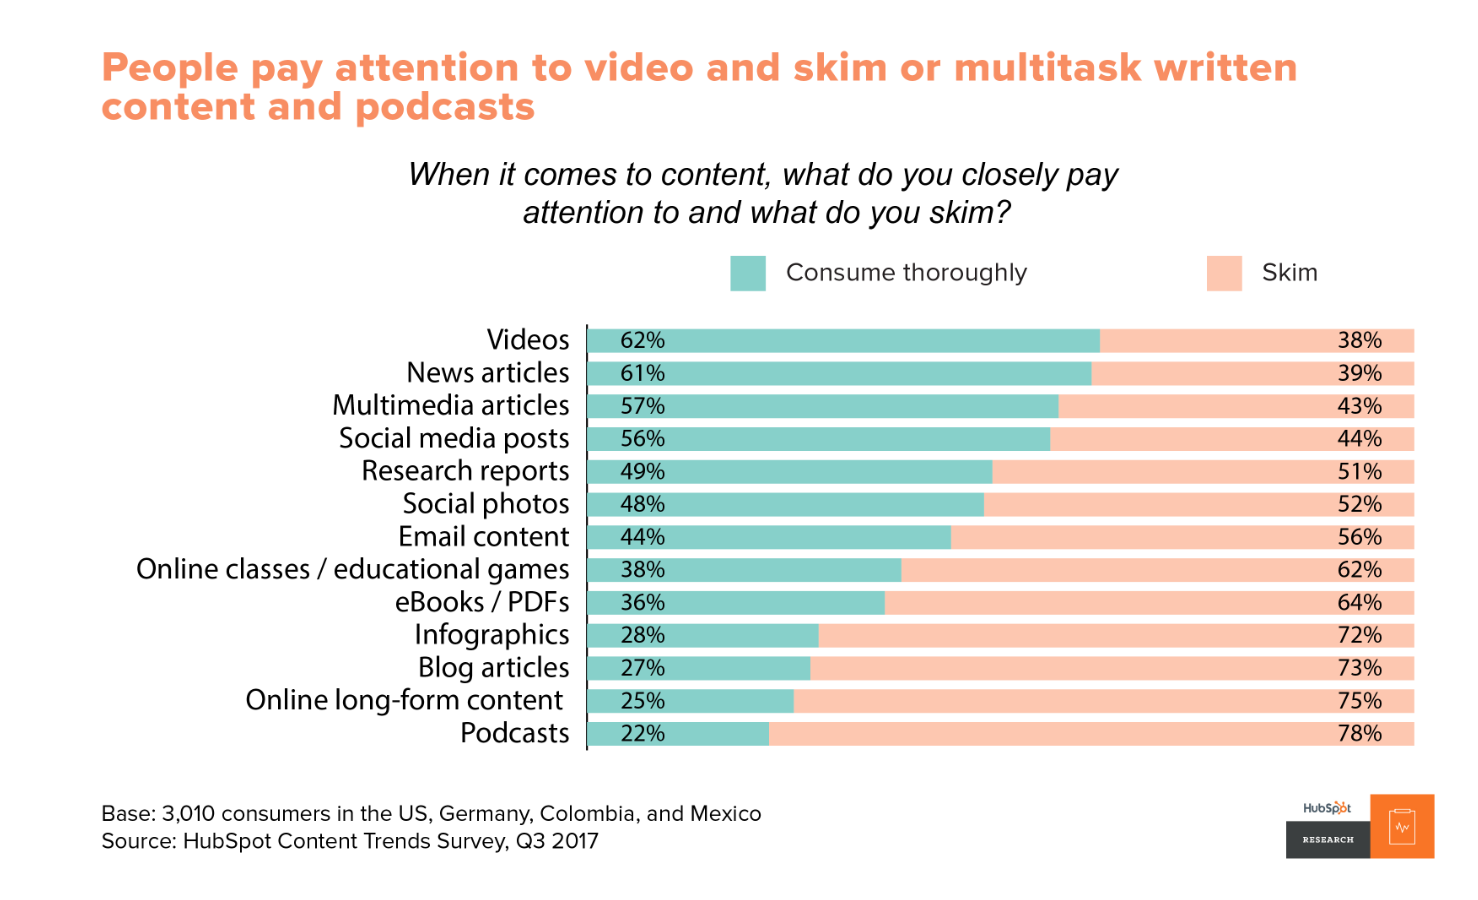 People pay attention to video and skim or multitask written
content and podcasts
When it comes to content, what do you closely pay
attention to and what do you skim?
Consume thoroughly Skim
Videos 62% 38%
News articles 61% 39%
Multimedia articles 57% 43%
Social media posts 56% 44%
Research reports 49% 51%
Social photos 48% 52%
Email content 44% 56%
Online classes / educational games 38% 62%
eBooks / PDFs 36% 64%
Infographics 28% 72%
Blog articles 27% 73%
Online long-form content 25% 75%
Podcasts 22% 78%
Base: 3,010 consumers in the US, Germany, Colombia, and Mexico
Source: HubSpot Content Trends Survey, Q3 2017
HubSpot
RESEARCH